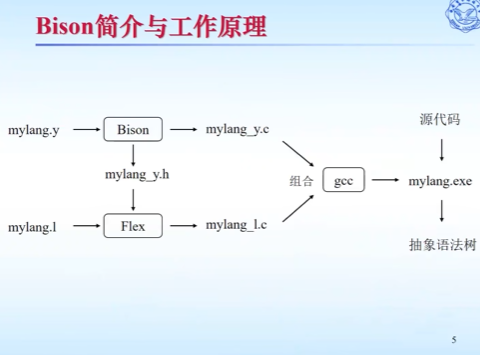 Bison简介与工作原理
mylang.y
Bison
mylang_y.c
mylang_y.h
mylang.l
Flex
mylang_l.c
组合
gcc
源代码
mylang.exe
抽象语法树
5